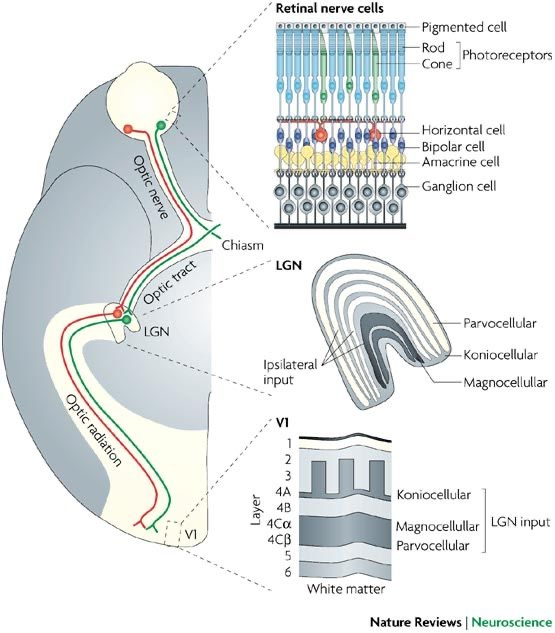 Retinal nerve cells
Pigmented cell
Rod
Cone
Photoreceptors
Horizontal cell
Bipolar cell
Amacrine cell
Ganglion cell
Optic nerve
Chiasm
Optic tract
LGN
LGN
Parvocellular
Koniocellular
Magnocellullar
Ipsilateral
input
Optic radiation
V1
V1
Layer
1
2
3
4A
4B
4Cα
4Cβ
5
6
Koniocellular
Magnocellullar
Parvocellular
LGN input
White matter
Nature Reviews | Neuroscience